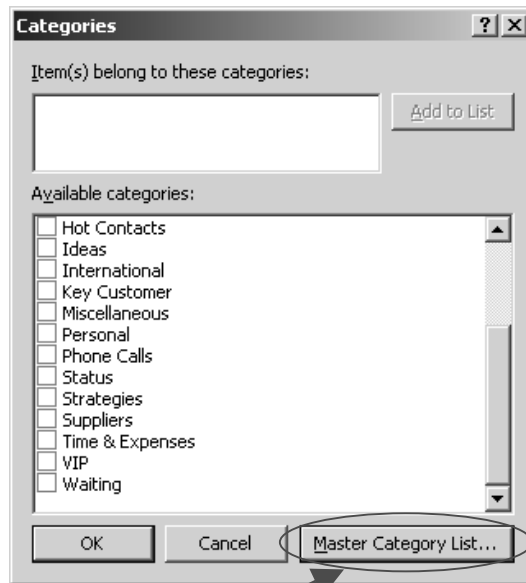 Categories
Item(s) belong to these categories:
Add to List
Available categories:
Hot Contacts
Ideas
International
Key Customer
Miscellaneous
Personal
Phone Calls
Status
Strategies
Suppliers
Time & Expenses
VIP
Waiting
OK Cancel Master Category List...